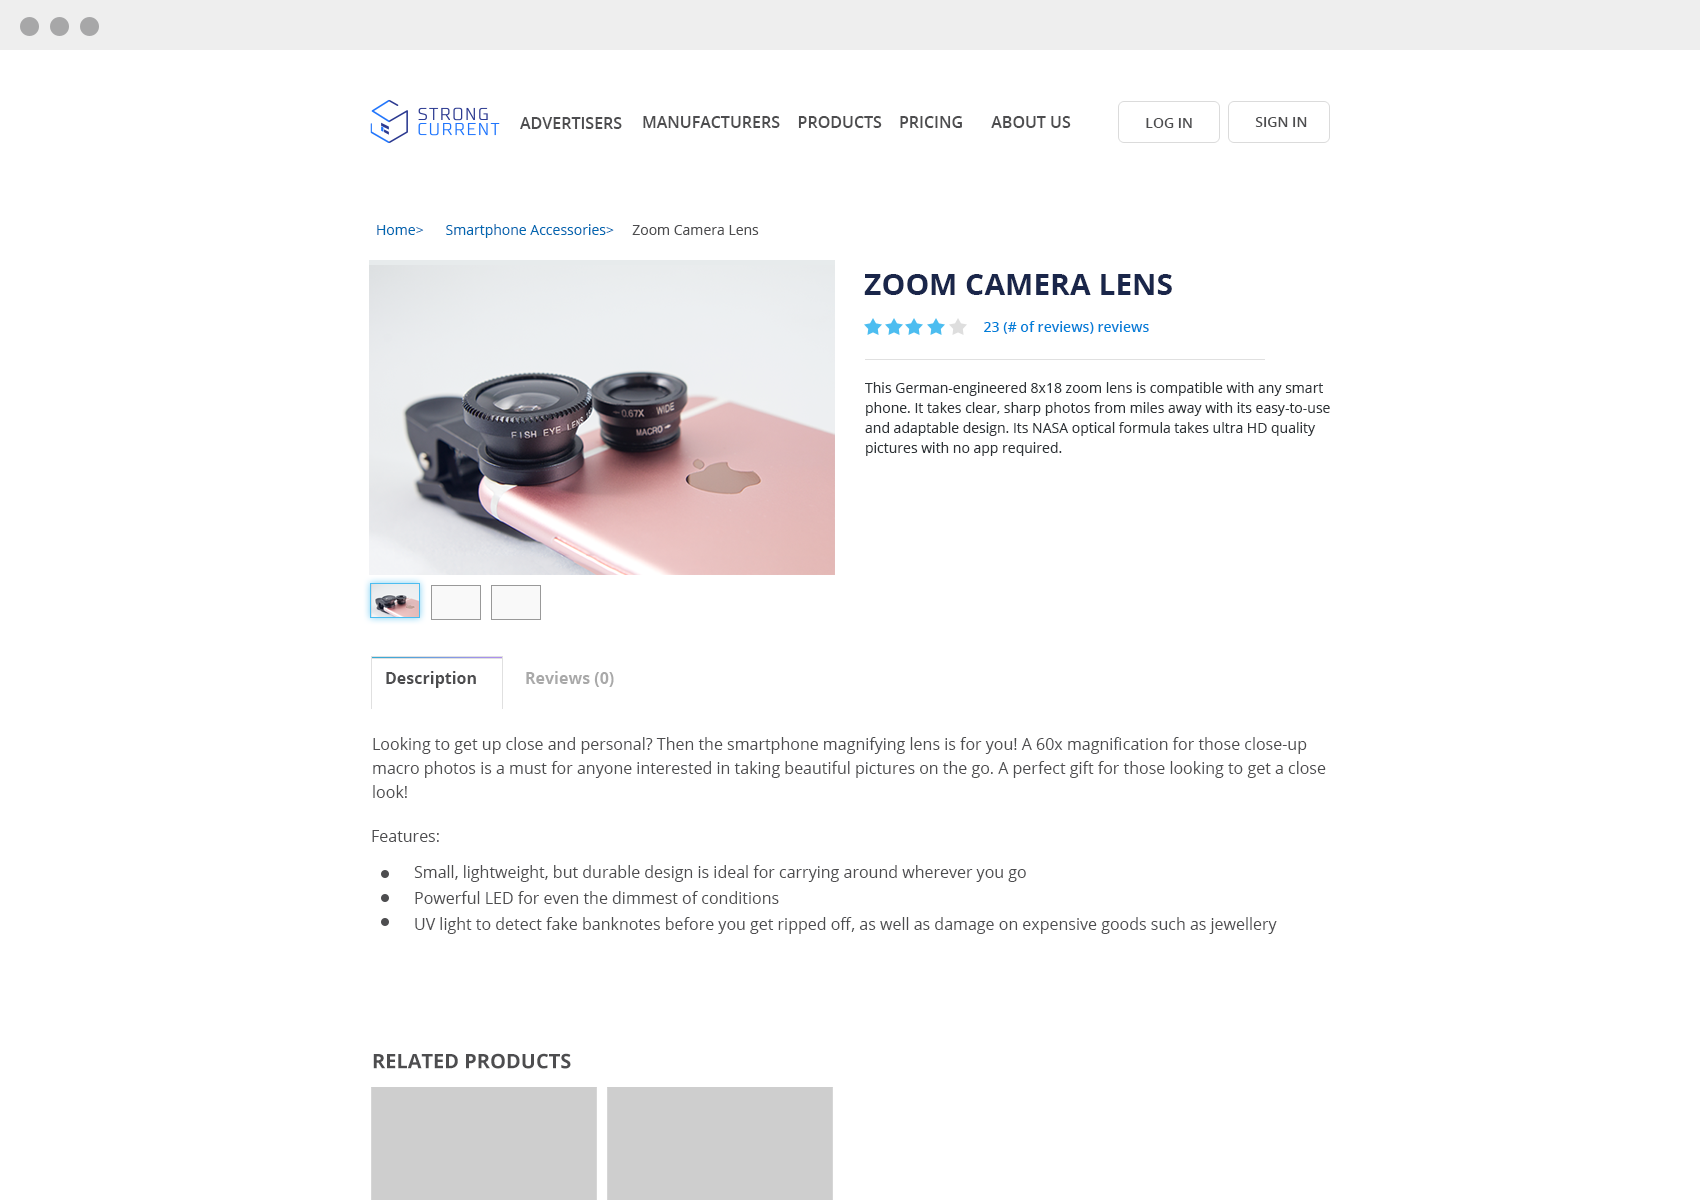 STRONG
CURRENT
ADVERTISERS MANUFACTURERS PRODUCTS PRICING ABOUT US LOG IN SIGN IN
Home> Smartphone Accessories> Zoom Camera Lens
FISH EYE LENS
0.67X WIDE
MACRO
ZOOM CAMERA LENS
23 (# of reviews) reviews
This German-engineered 8x18 zoom lens is compatible with any smart
phone. It takes clear, sharp photos from miles away with its easy-to-use
and adaptable design. Its NASA optical formula takes ultra HD quality
pictures with no app required.
Description Reviews (0)
Looking to get up close and personal? Then the smartphone magnifying lens is for you! A 60x magnification for those close-up
macro photos is a must for anyone interested in taking beautiful pictures on the go. A perfect gift for those looking to get a close
look!
Features:
● Small, lightweight, but durable design is ideal for carrying around wherever you go
● Powerful LED for even the dimmest of conditions
● UV light to detect fake banknotes before you get ripped off, as well as damage on expensive goods such as jewellery
RELATED PRODUCTS